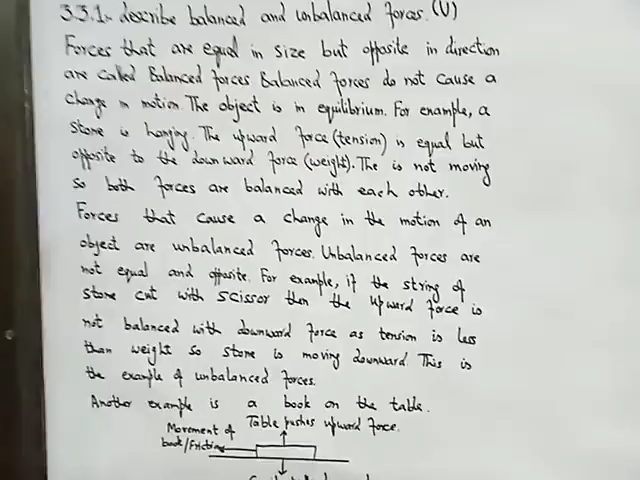 3.3.1~ describe balanced and unbalanced forces. (U)
Forces that are equal in size but opposite in direction
are called Balanced forces Balanced forces do not cause a
change in motion The object is in equilibrium. For example, a
stone is hanging. The upward force (tension) is equal but
opposite to the downward force (weight). The is not moving
so both forces are balanced with each other.
Forces that cause a change in the motion of an
object are unbalanced forces. Unbalanced forces are
not equal and opposite. For example, if the string of
stone cut with scissor then the upward force is
not balanced with downward force as tension is less
than weight so stone is moving downward. This is
the example of unbalanced forces.
Another example is a book on the table.
Table pushes upward force.
Movement of
book/Friction